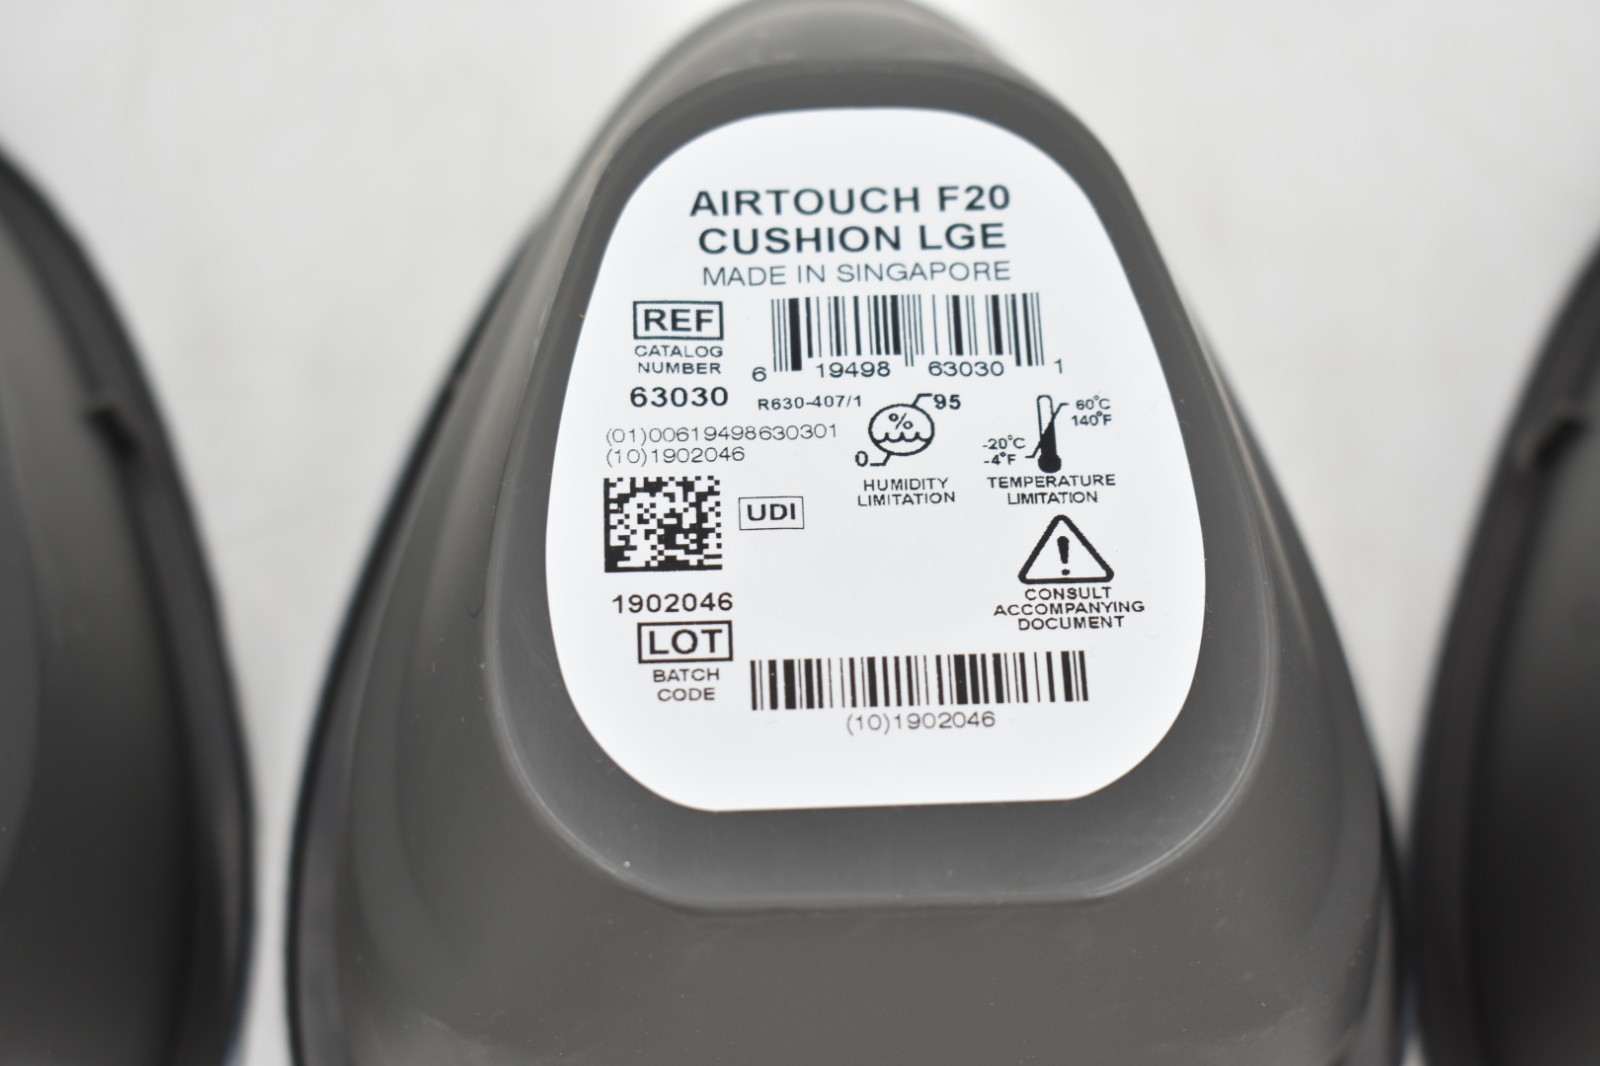 AIRTOUCH F20
CUSHION LGE
MADE IN SINGAPORE
REF
CATALOG
NUMBER
63030
6 19498 63030 1
R630-407/1
(01)00619498630301
(10)1902046
% 95
0
HUMIDITY
LIMITATION
60°C
140°F
-20°C
-4°F
TEMPERATURE
LIMITATION
UDI
!
CONSULT
ACCOMPANYING
DOCUMENT
1902046
LOT
BATCH
CODE
(10)1902046